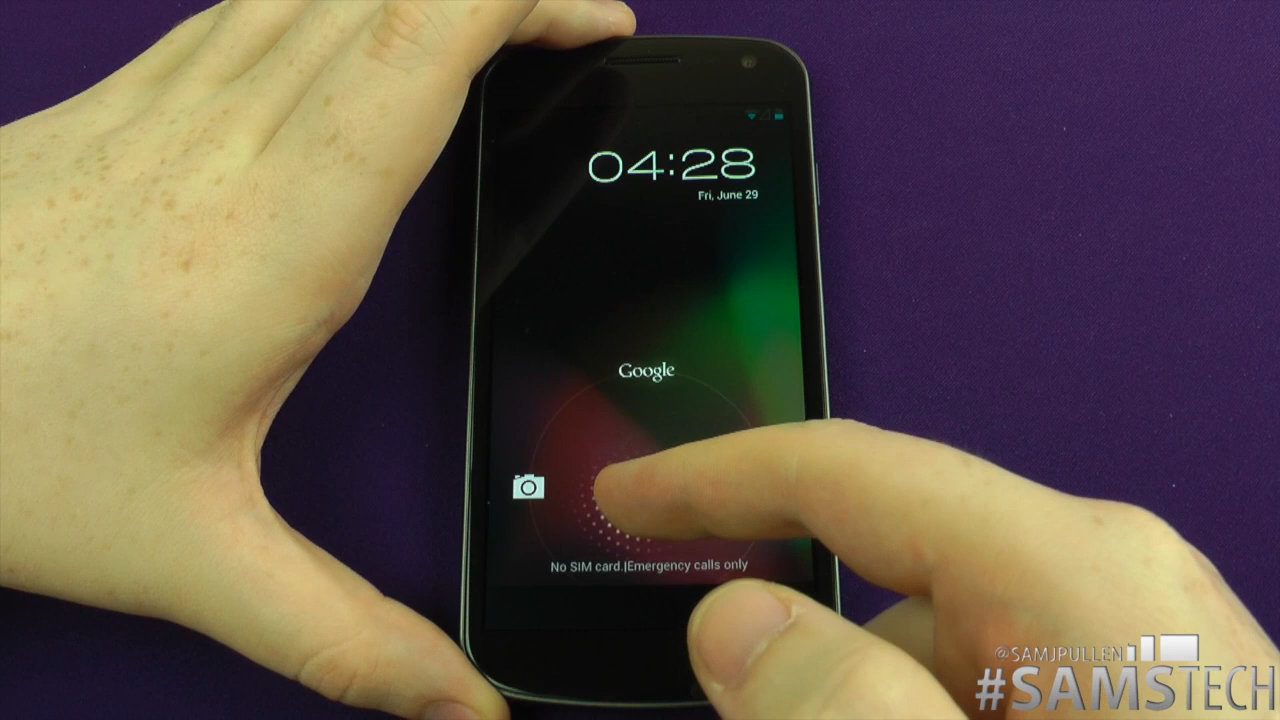 04:28
Fri, June 29
Google
No SIM card.|Emergency calls only
@SAMJPULLEN
#SAMSTECH